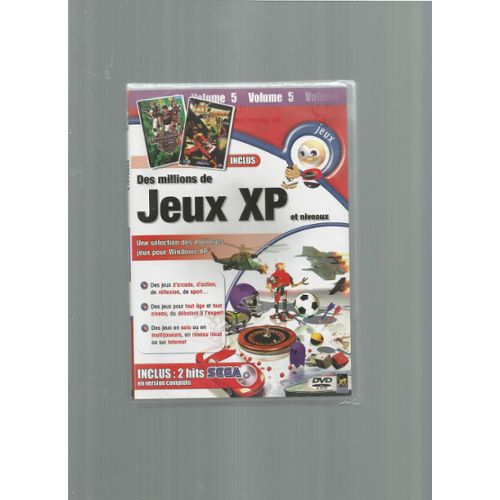 Volume 5 Volume 5 Volume
jeux
INCLUS
Des millions de
Jeux XP
et niveaux
Une sélection des meilleurs
jeux pour Windows XP
Des jeux d'arcade, d'action,
de réflexion, de sport...
Des jeux pour tout âge et tout
niveau, du débutant à l'expert
Des jeux en solo ou en
multijoueurs, en réseau local
ou sur Internet
INCLUS : 2 hits SEGA
en version complète
DVD